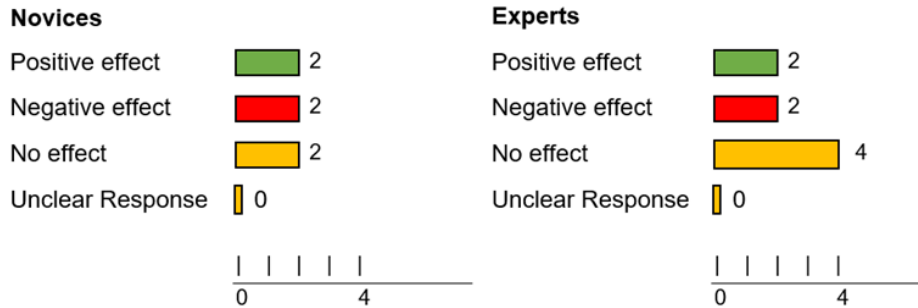 Novices
Positive effect 2
Negative effect 2
No effect 2
Unclear Response 0
0 4
Experts
Positive effect 2
Negative effect 2
No effect 4
Unclear Response 0
0 4